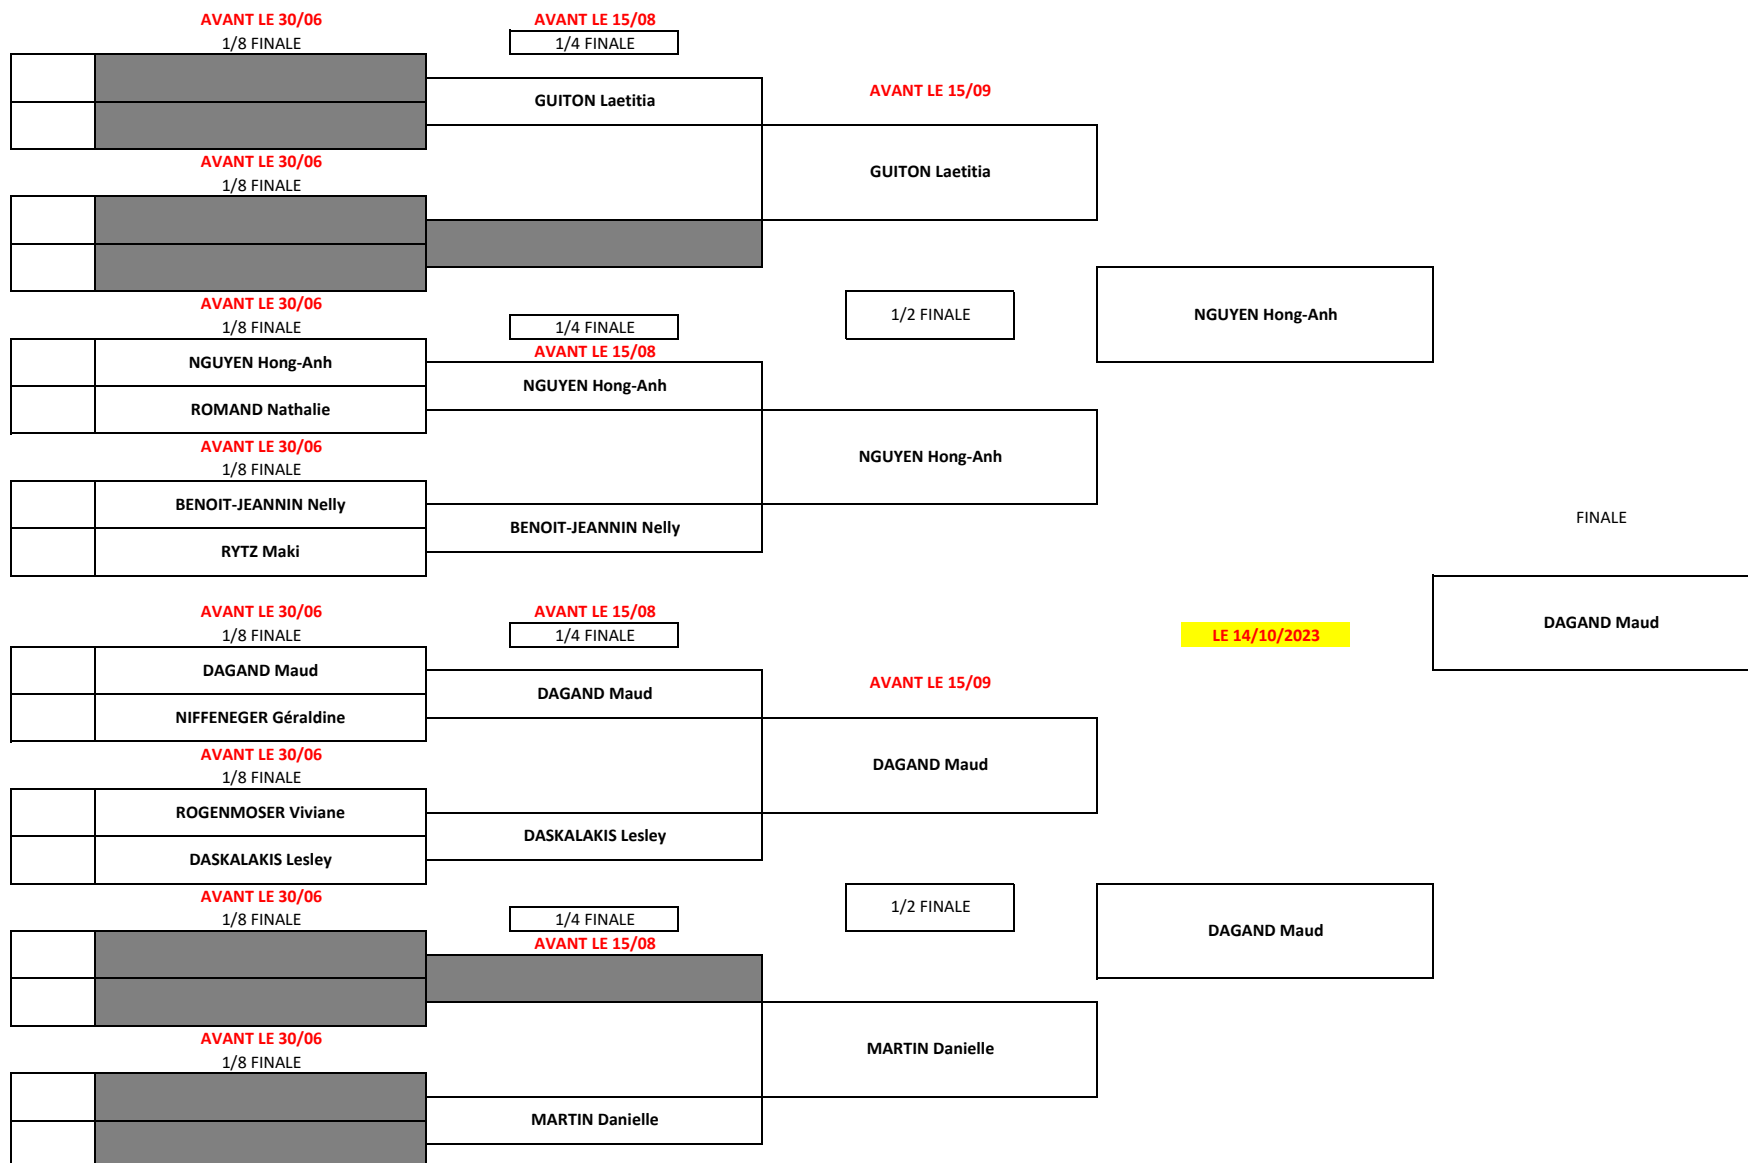 AVANT LE 30/06
AVANT LE 15/08
1/8 FINALE
1/4 FINALE
GUITON Laetitia
AVANT LE 15/09
AVANT LE 30/06
1/8 FINALE
GUITON Laetitia
AVANT LE 30/06
1/8 FINALE
1/4 FINALE
1/2 FINALE
NGUYEN Hong-Anh
AVANT LE 15/08
NGUYEN Hong-Anh
NGUYEN Hong-Anh
ROMAND Nathalie
AVANT LE 30/06
1/8 FINALE
NGUYEN Hong-Anh
BENOIT-JEANNIN Nelly
BENOIT-JEANNIN Nelly
RYTZ Maki
FINALE
AVANT LE 30/06
AVANT LE 15/08
1/8 FINALE
1/4 FINALE
LE 14/10/2023
DAGAND Maud
DAGAND Maud
DAGAND Maud
AVANT LE 15/09
NIFFENEGER Géraldine
AVANT LE 30/06
1/8 FINALE
DAGAND Maud
ROGENMOSER Viviane
DASKALAKIS Lesley
DASKALAKIS Lesley
AVANT LE 30/06
1/8 FINALE
1/4 FINALE
1/2 FINALE
AVANT LE 15/08
DAGAND Maud
AVANT LE 30/06
1/8 FINALE
MARTIN Danielle
MARTIN Danielle